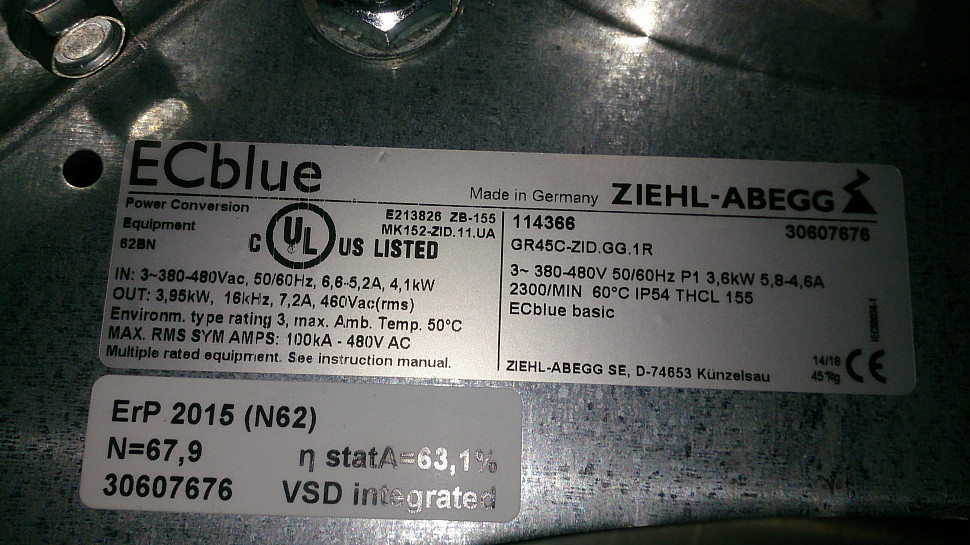 ECblue
Made in Germany ZIEHL-ABEGG
Power Conversion
Equipment
62BN
C UL US LISTED
E213826 ZB-155
MK152-ZID.11.UA
IN: 3~380-480Vac, 50/60Hz, 6,6-5,2A, 4,1kW
OUT: 3,95kW, 16kHz, 7,2A, 460Vac(rms)
Environm. type rating 3, max. Amb. Temp. 50°C
MAX. RMS SYM AMPS: 100kA - 480V AC
Multiple rated equipment. See instruction manual.
114366 30607676
GR45C-ZID.GG.1R
3~ 380-480V 50/60Hz P1 3,6kW 5,8-4,6A
2300/MIN 60°C IP54 THCL 155
ECblue basic
IEC60034-1
ZIEHL-ABEGG SE, D-74653 Künzelsau
14/18
CE
ErP 2015 (N62)
N=67,9 η statA=63,1%
30607676 VSD integrated